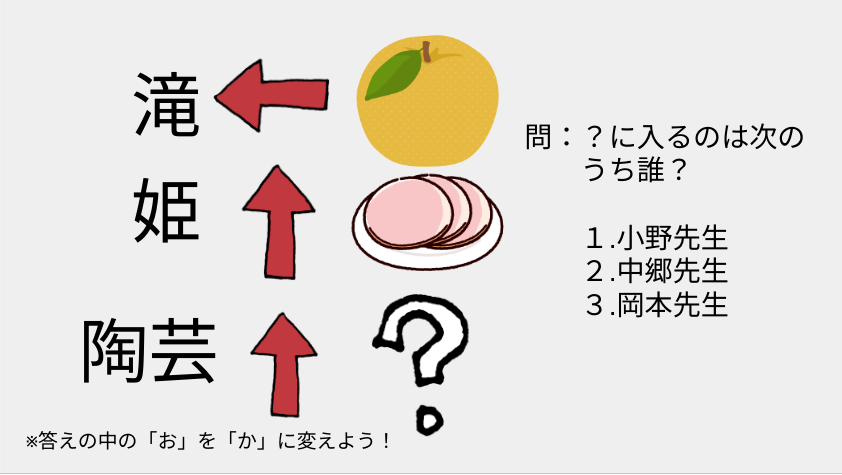 滝
姫
陶芸
問：？に入るのは次の
うち誰？
１.小野先生
２.中郷先生
３.岡本先生
※答えの中の「お」を「か」に変えよう！